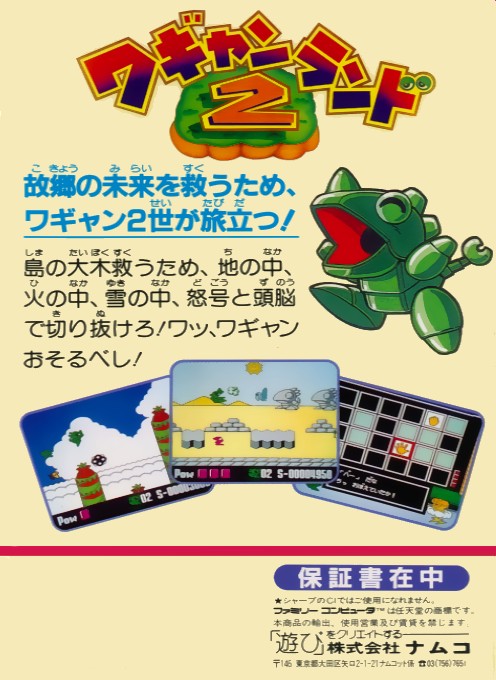 ワギャンランド
2
故郷の未来を救うため、
ワギャン2世が旅立つ!
島の大木救うため、地の中、
火の中、雪の中、怒号と頭脳
で切り抜けろ!ワッ、ワギャン
おそるべし!
Pow
02 S-
Pow
02 S-00004950
保証書在中
★シャープのC1ではご使用になれません。
ファミリーコンピュータ™は任天堂の商標です。
本商品の輸出、使用営業及び賃貸を禁じます。
「遊び」をクリエイトする
株式会社ナムコ
〒146 東京都大田区矢口2-1-21ナムコット係 ☎03(756)7651